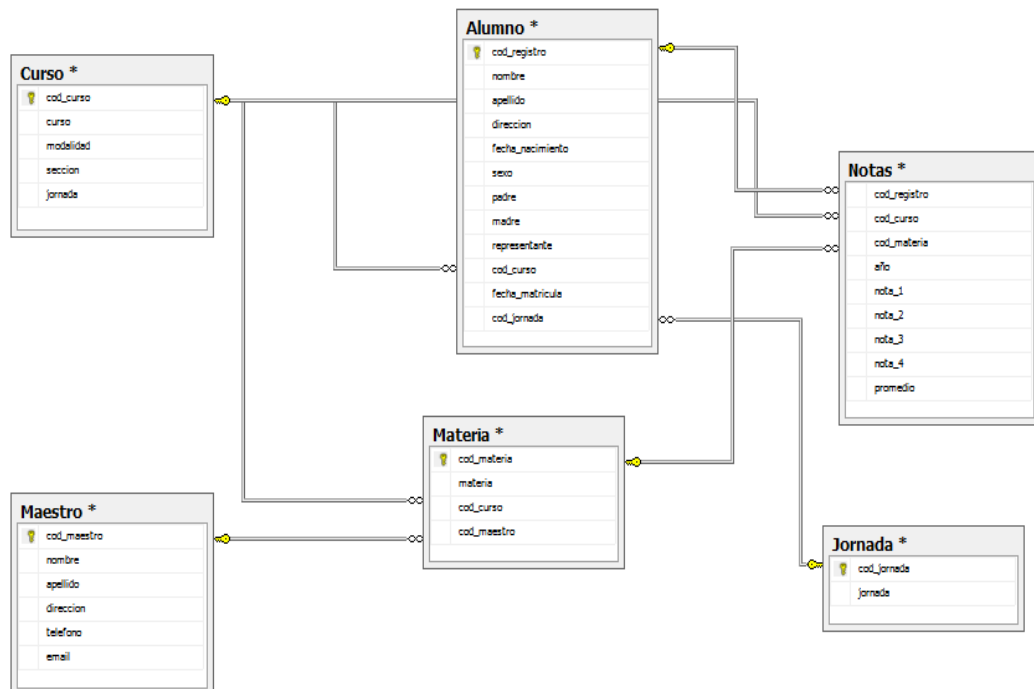 Curso *
cod_curso
curso
modalidad
seccion
jornada
Alumno *
cod_registro
nombre
apellido
direccion
fecha_nacimiento
sexo
padre
madre
representante
cod_curso
fecha_matricula
cod_jornada
Notas *
cod_registro
cod_curso
cod_materia
año
nota_1
nota_2
nota_3
nota_4
promedio
Materia *
cod_materia
materia
cod_curso
cod_maestro
Maestro *
cod_maestro
nombre
apellido
direccion
telefono
email
Jornada *
cod_jornada
jornada